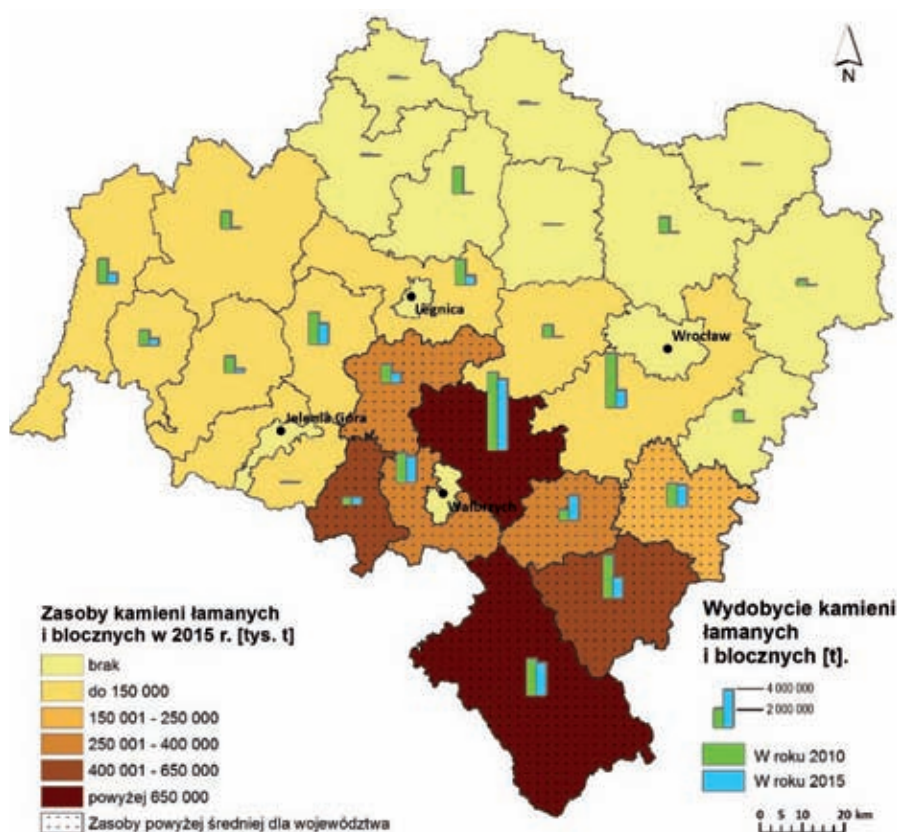 N
Legnica
Wrocław
Jelenia Góra
Wałbrzych
Zasoby kamieni łamanych
i blocznych w 2015 r. [tys. t]
brak
do 150 000
150 001 - 250 000
250 001 - 400 000
400 001 - 650 000
powyżej 650 000
Zasoby powyżej średniej dla województwa
Wydobycie kamieni
łamanych
i blocznych [t].
4 000 000
2 000 000
W roku 2010
W roku 2015
0 5 10 20 km